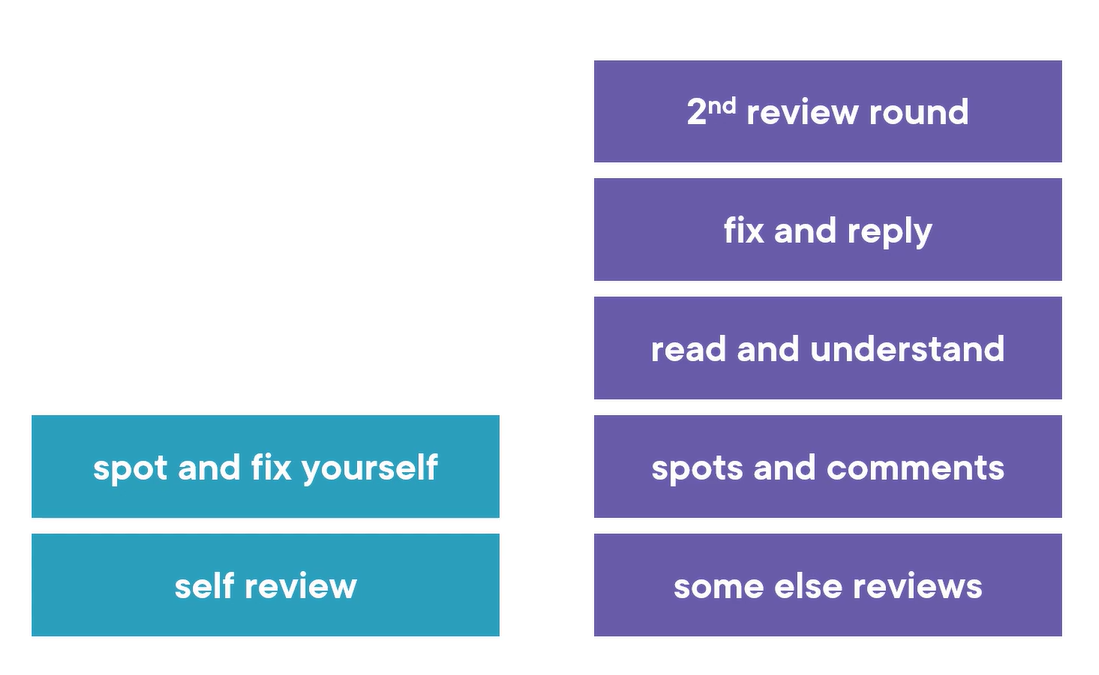 2nd review round
fix and reply
read and understand
spot and fix yourself
spots and comments
self review
some else reviews